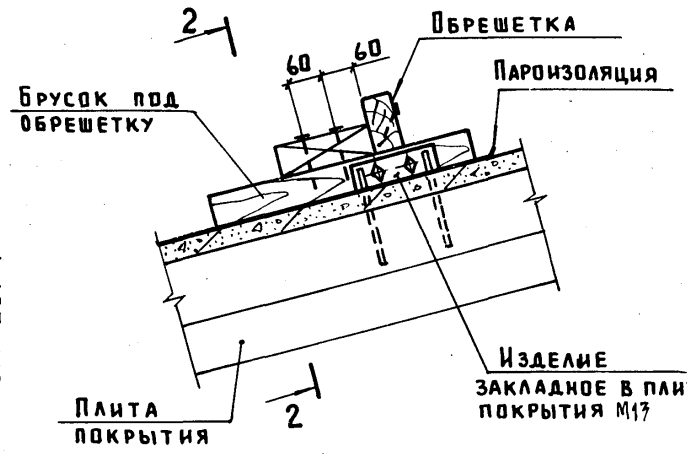 2
60
60
Обрешетка
Пароизоляция
Брусок под
обрешетку
Изделие
закладное в пли
покрытия М13
Плита
покрытия
2